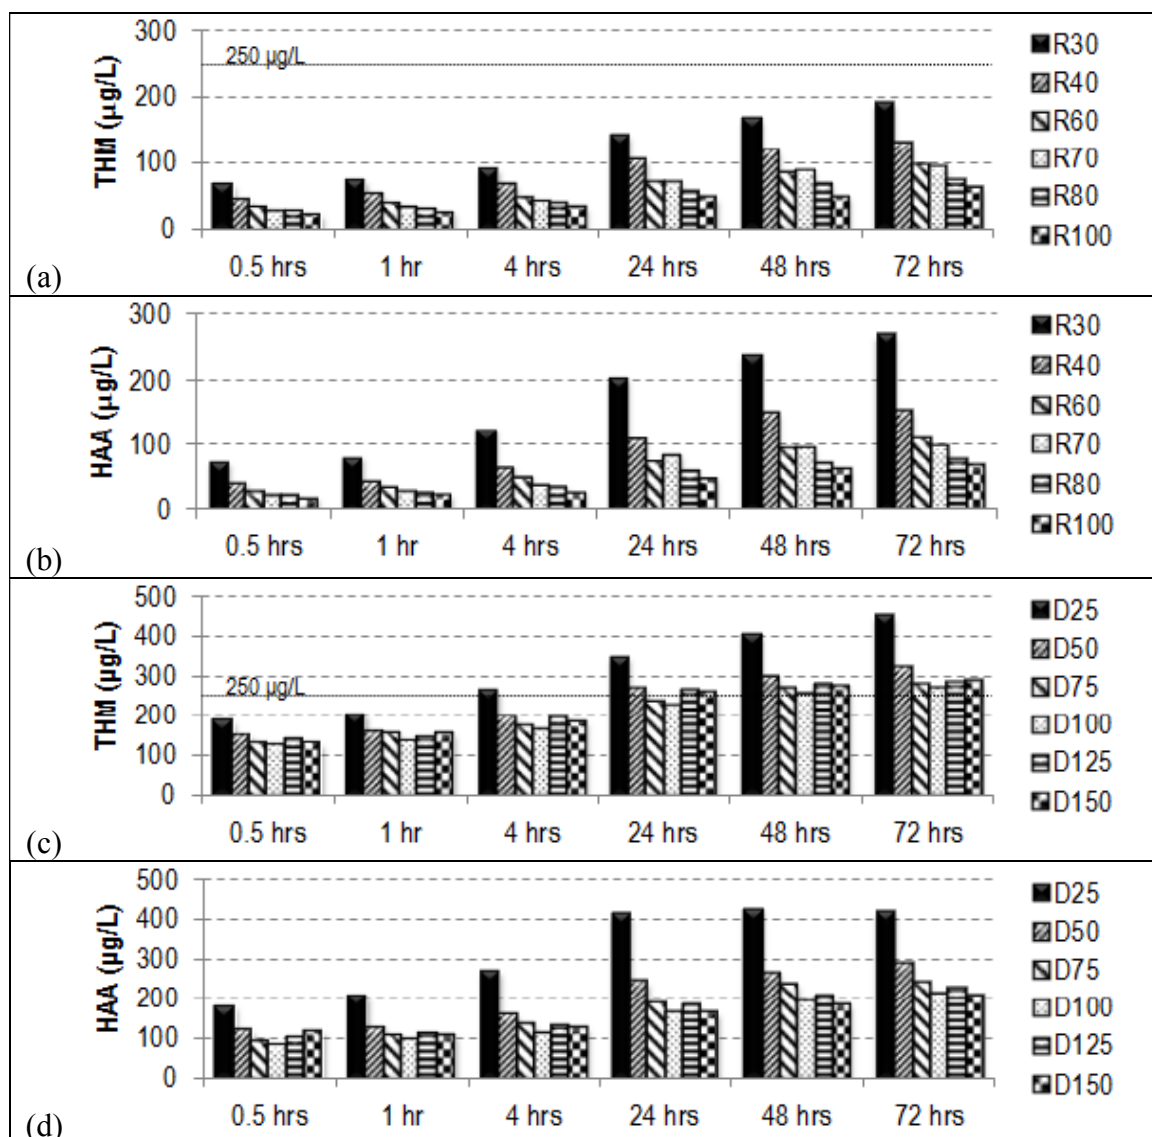 300
250 µg/L
200
100
0
THM (µg/L)
0.5 hrs 1 hr 4 hrs 24 hrs 48 hrs 72 hrs
R30
R40
R60
R70
R80
R100
(a)
300
200
100
0
HAA (µg/L)
0.5 hrs 1 hr 4 hrs 24 hrs 48 hrs 72 hrs
R30
R40
R60
R70
R80
R100
(b)
500
400
300
250 µg/L
200
100
0
THM (µg/L)
0.5 hrs 1 hr 4 hrs 24 hrs 48 hrs 72 hrs
D25
D50
D75
D100
D125
D150
(c)
500
400
300
200
100
0
HAA (µg/L)
0.5 hrs 1 hr 4 hrs 24 hrs 48 hrs 72 hrs
D25
D50
D75
D100
D125
D150
(d)